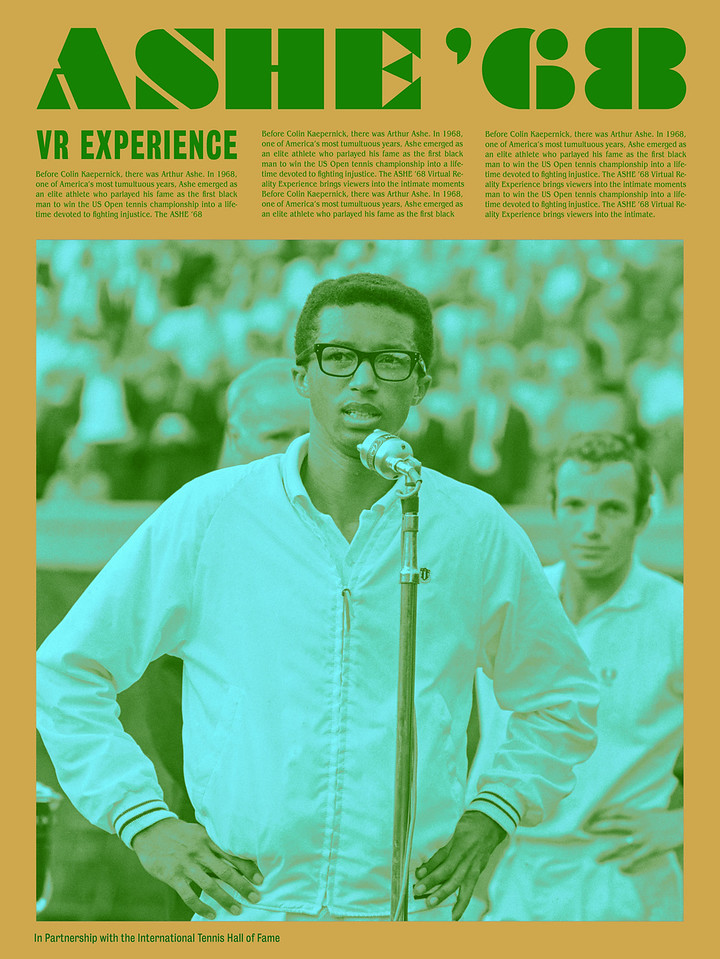 ASHE ’68
VR EXPERIENCE
Before Colin Kaepernick, there was Arthur Ashe. In 1968,
one of America’s most tumultuous years, Ashe emerged as
an elite athlete who parlayed his fame as the first black
man to win the US Open tennis championship into a life-
time devoted to fighting injustice. The ASHE ’68
Before Colin Kaepernick, there was Arthur Ashe. In 1968,
one of America’s most tumultuous years, Ashe emerged as
an elite athlete who parlayed his fame as the first black
man to win the US Open tennis championship into a life-
time devoted to fighting injustice. The ASHE ’68 Virtual Re-
ality Experience brings viewers into the intimate moments
Before Colin Kaepernick, there was Arthur Ashe. In 1968,
one of America’s most tumultuous years, Ashe emerged as
an elite athlete who parlayed his fame as the first black
Before Colin Kaepernick, there was Arthur Ashe. In 1968,
one of America’s most tumultuous years, Ashe emerged as
an elite athlete who parlayed his fame as the first black
man to win the US Open tennis championship into a life-
time devoted to fighting injustice. The ASHE ’68 Virtual Re-
ality Experience brings viewers into the intimate moments
man to win the US Open tennis championship into a life-
time devoted to fighting injustice. The ASHE ’68 Virtual Re-
ality Experience brings viewers into the intimate.
In Partnership with the International Tennis Hall of Fame